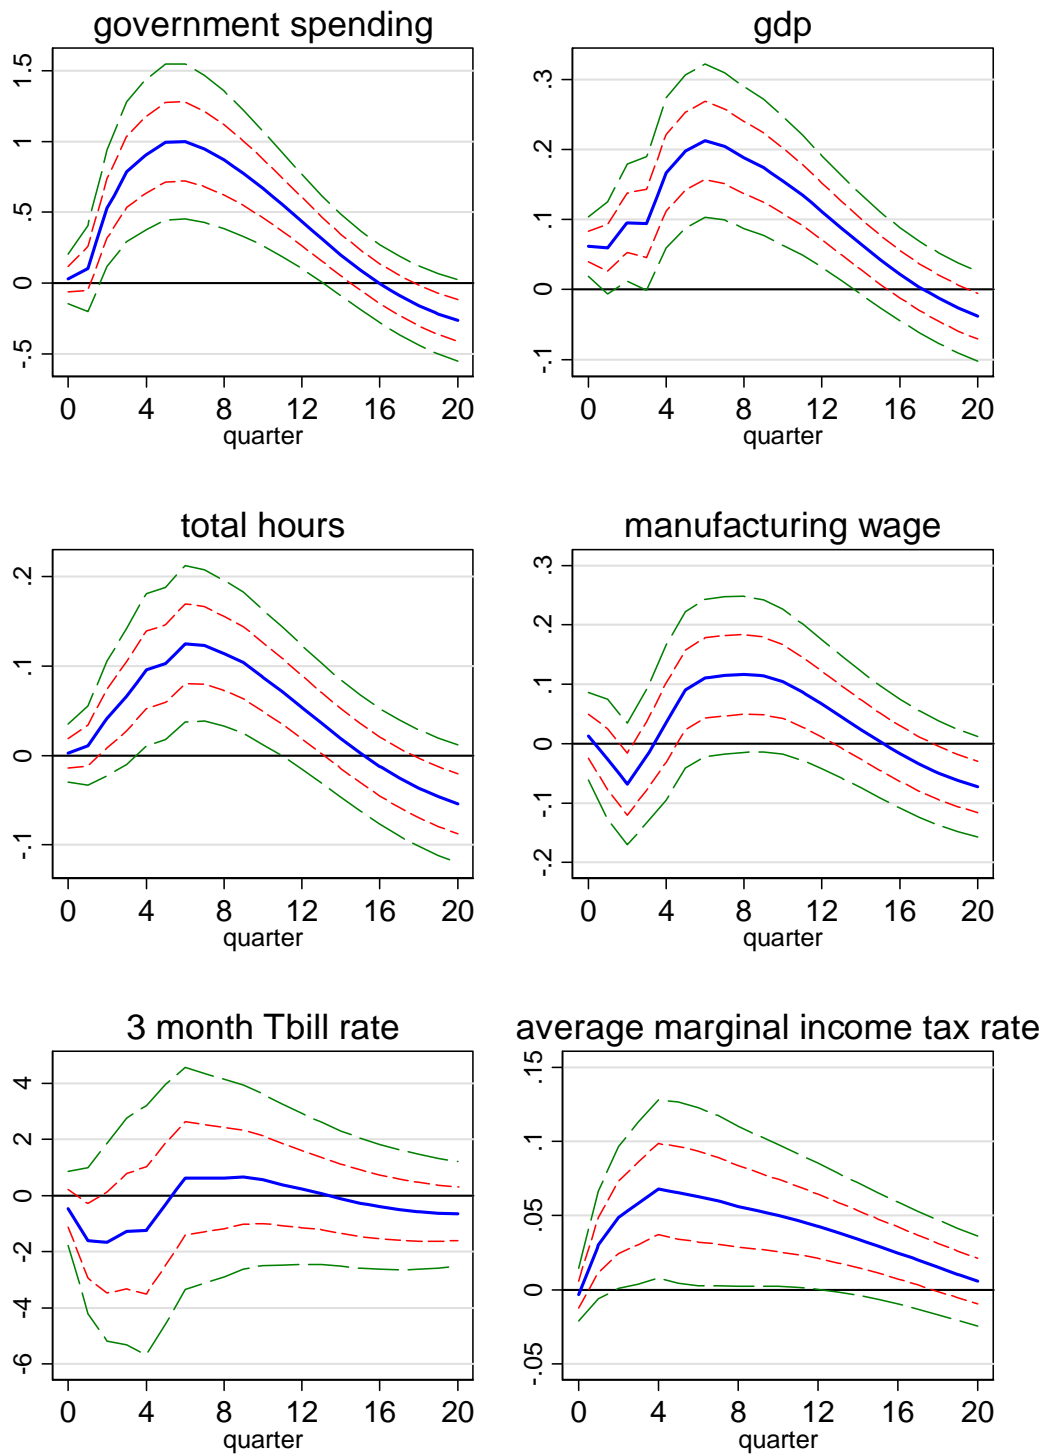 government spending
1.5
1
.5
0
-.5
0 4 8 12 16 20
quarter
gdp
.3
.2
.1
0
-.1
0 4 8 12 16 20
quarter
total hours
.2
.1
0
-.1
0 4 8 12 16 20
quarter
manufacturing wage
.3
.2
.1
0
-.1
-.2
0 4 8 12 16 20
quarter
3 month Tbill rate
4
2
0
-2
-4
-6
0 4 8 12 16 20
quarter
average marginal income tax rate
.15
.1
.05
0
-.05
0 4 8 12 16 20
quarter